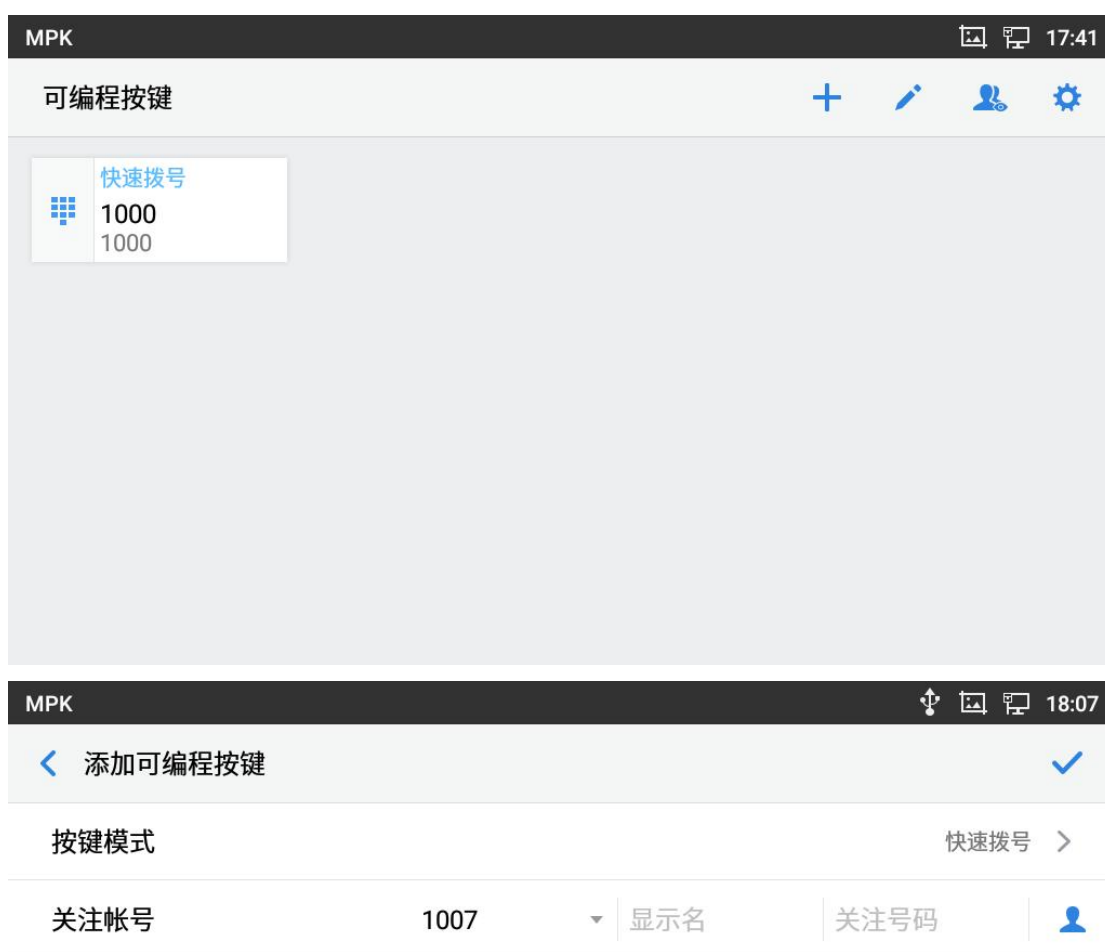 MPK 17:41
可编程按键
快速拨号
1000
1000
MPK 18:07
添加可编程按键
按键模式 快速拨号
关注帐号 1007 显示名 关注号码